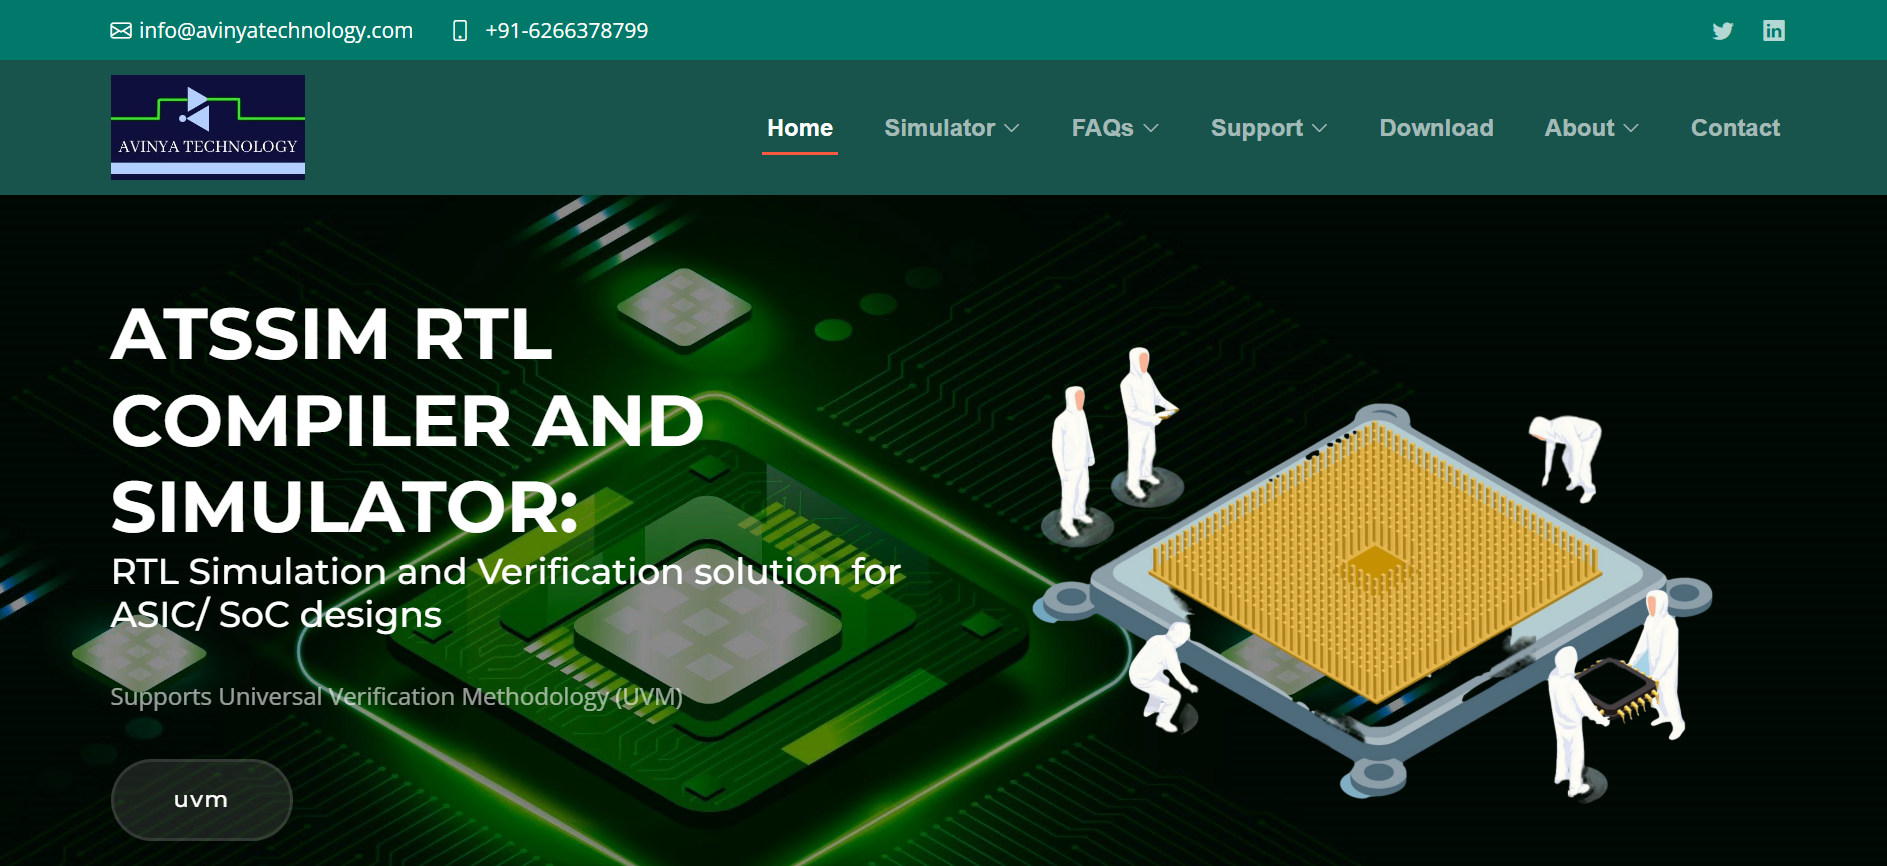 info@avinyatechnology.com +91-6266378799
AVINYA TECHNOLOGY
Home Simulator FAQs Support Download About Contact
ATSSIM RTL
COMPILER AND
SIMULATOR:
RTL Simulation and Verification solution for
ASIC/ SoC designs
Supports Universal Verification Methodology (UVM)
uvm